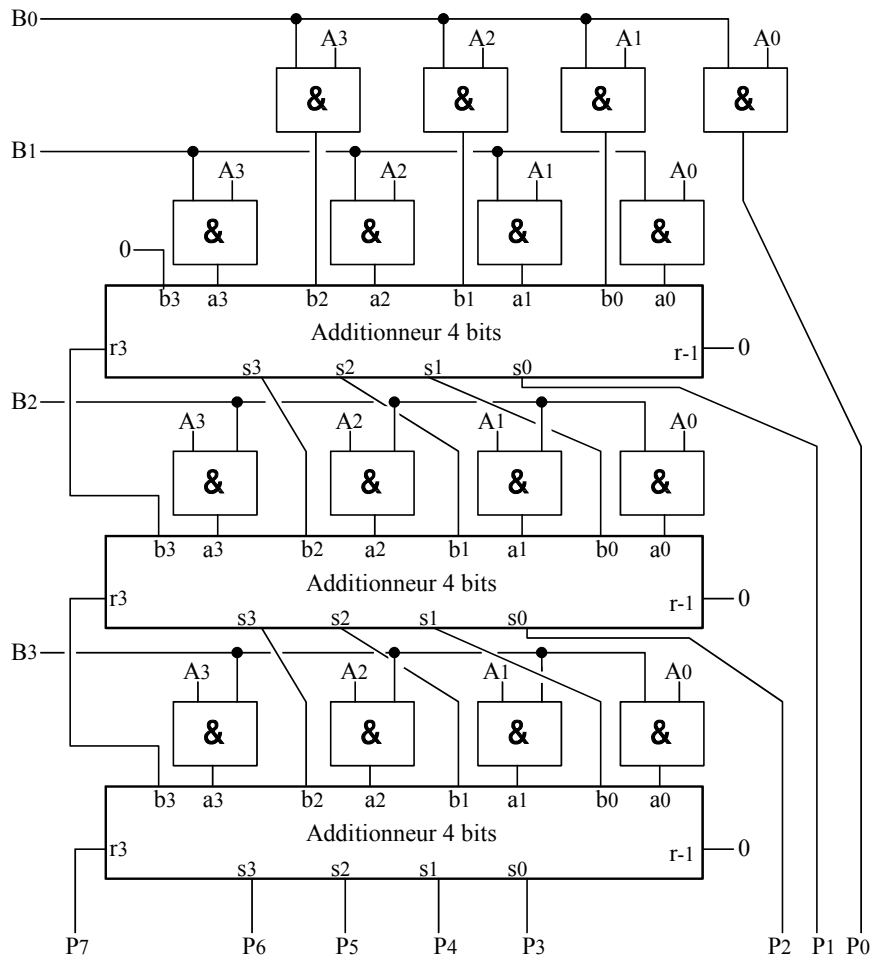 B0
A3 A2 A1 A0
& & & &
B1
A3 A2 A1 A0
& & & &
0
b3 a3 b2 a2 b1 a1 b0 a0
Additionneur 4 bits
r3 r-1 0
s3 s2 s1 s0
B2
A3 A2 A1 A0
& & & &
b3 a3 b2 a2 b1 a1 b0 a0
Additionneur 4 bits
r3 r-1 0
s3 s2 s1 s0
B3
A3 A2 A1 A0
& & & &
b3 a3 b2 a2 b1 a1 b0 a0
Additionneur 4 bits
r3 r-1 0
s3 s2 s1 s0
P7 P6 P5 P4 P3 P2 P1 P0